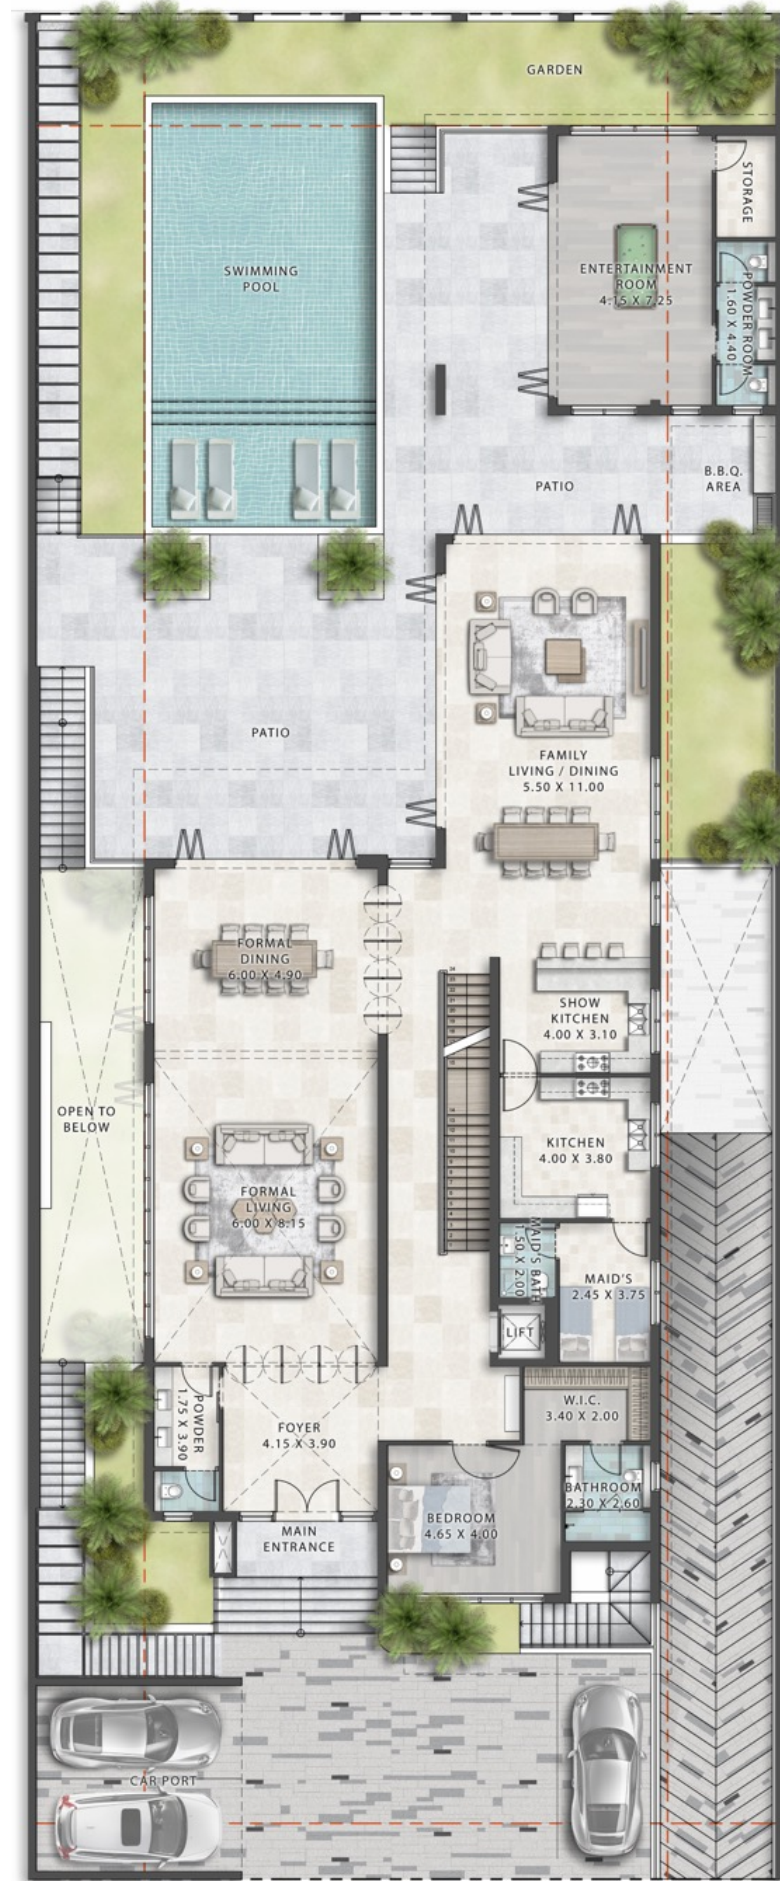 GARDEN
STORAGE
SWIMMING
POOL
ENTERTAINMENT
ROOM
4.15 X 7.25
POWDER ROOM
1.60 X 4.40
PATIO
B.B.Q.
AREA
PATIO
FAMILY
LIVING / DINING
5.50 X 11.00
FORMAL
DINING
6.00 X 4.90
SHOW
KITCHEN
4.00 X 3.10
OPEN TO
BELOW
KITCHEN
4.00 X 3.80
FORMAL
LIVING
6.00 X 8.15
MAID'S BATH
1.50 X 2.00
MAID'S
2.45 X 3.75
LIFT
POWDER
1.75 X 3.90
FOYER
4.15 X 3.90
W.I.C.
3.40 X 2.00
BATHROOM
2.30 X 2.60
BEDROOM
4.65 X 4.00
MAIN
ENTRANCE
CAR PORT